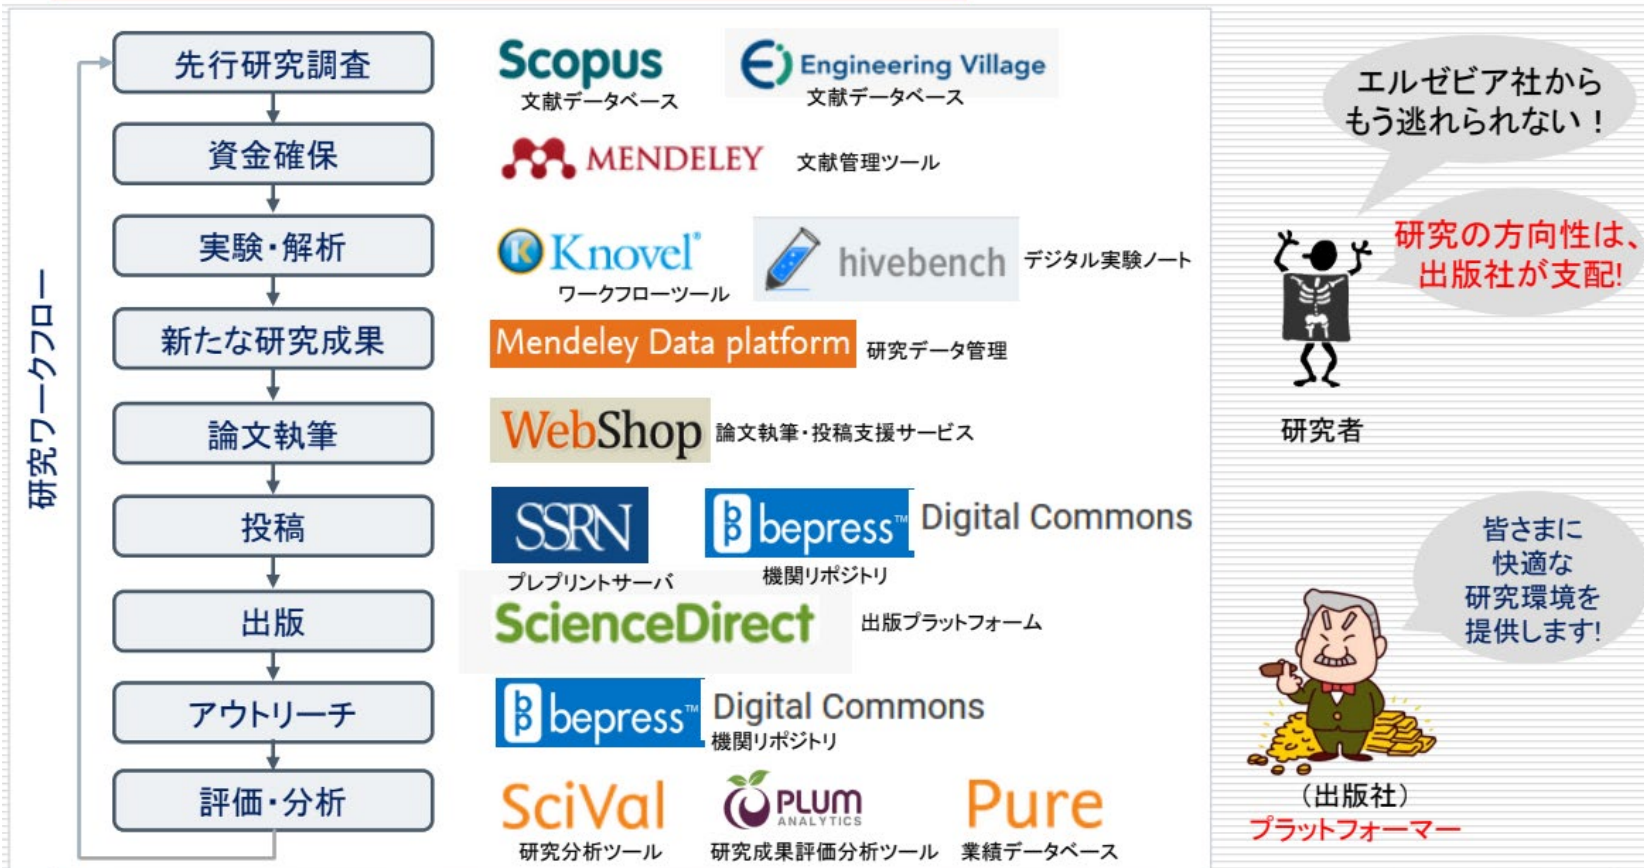 研究ワークフロー
先行研究調査
Scopus
文献データベース
Engineering Village
文献データベース
資金確保
MENDELEY
文献管理ツール
実験・解析
Knovel®
ワークフローツール
hivebench
デジタル実験ノート
新たな研究成果
Mendeley Data platform
研究データ管理
論文執筆
WebShop
論文執筆・投稿支援サービス
投稿
SSRN
プレプリントサーバ
bp bepress™ Digital Commons
機関リポジトリ
出版
ScienceDirect
出版プラットフォーム
アウトリーチ
bp bepress™ Digital Commons
機関リポジトリ
評価・分析
SciVal
研究分析ツール
PLUM
ANALYTICS
研究成果評価分析ツール
Pure
業績データベース
エルゼビア社から
もう逃れられない！
研究の方向性は、
出版社が支配!
研究者
皆さまに
快適な
研究環境を
提供します!
（出版社）
プラットフォーマー